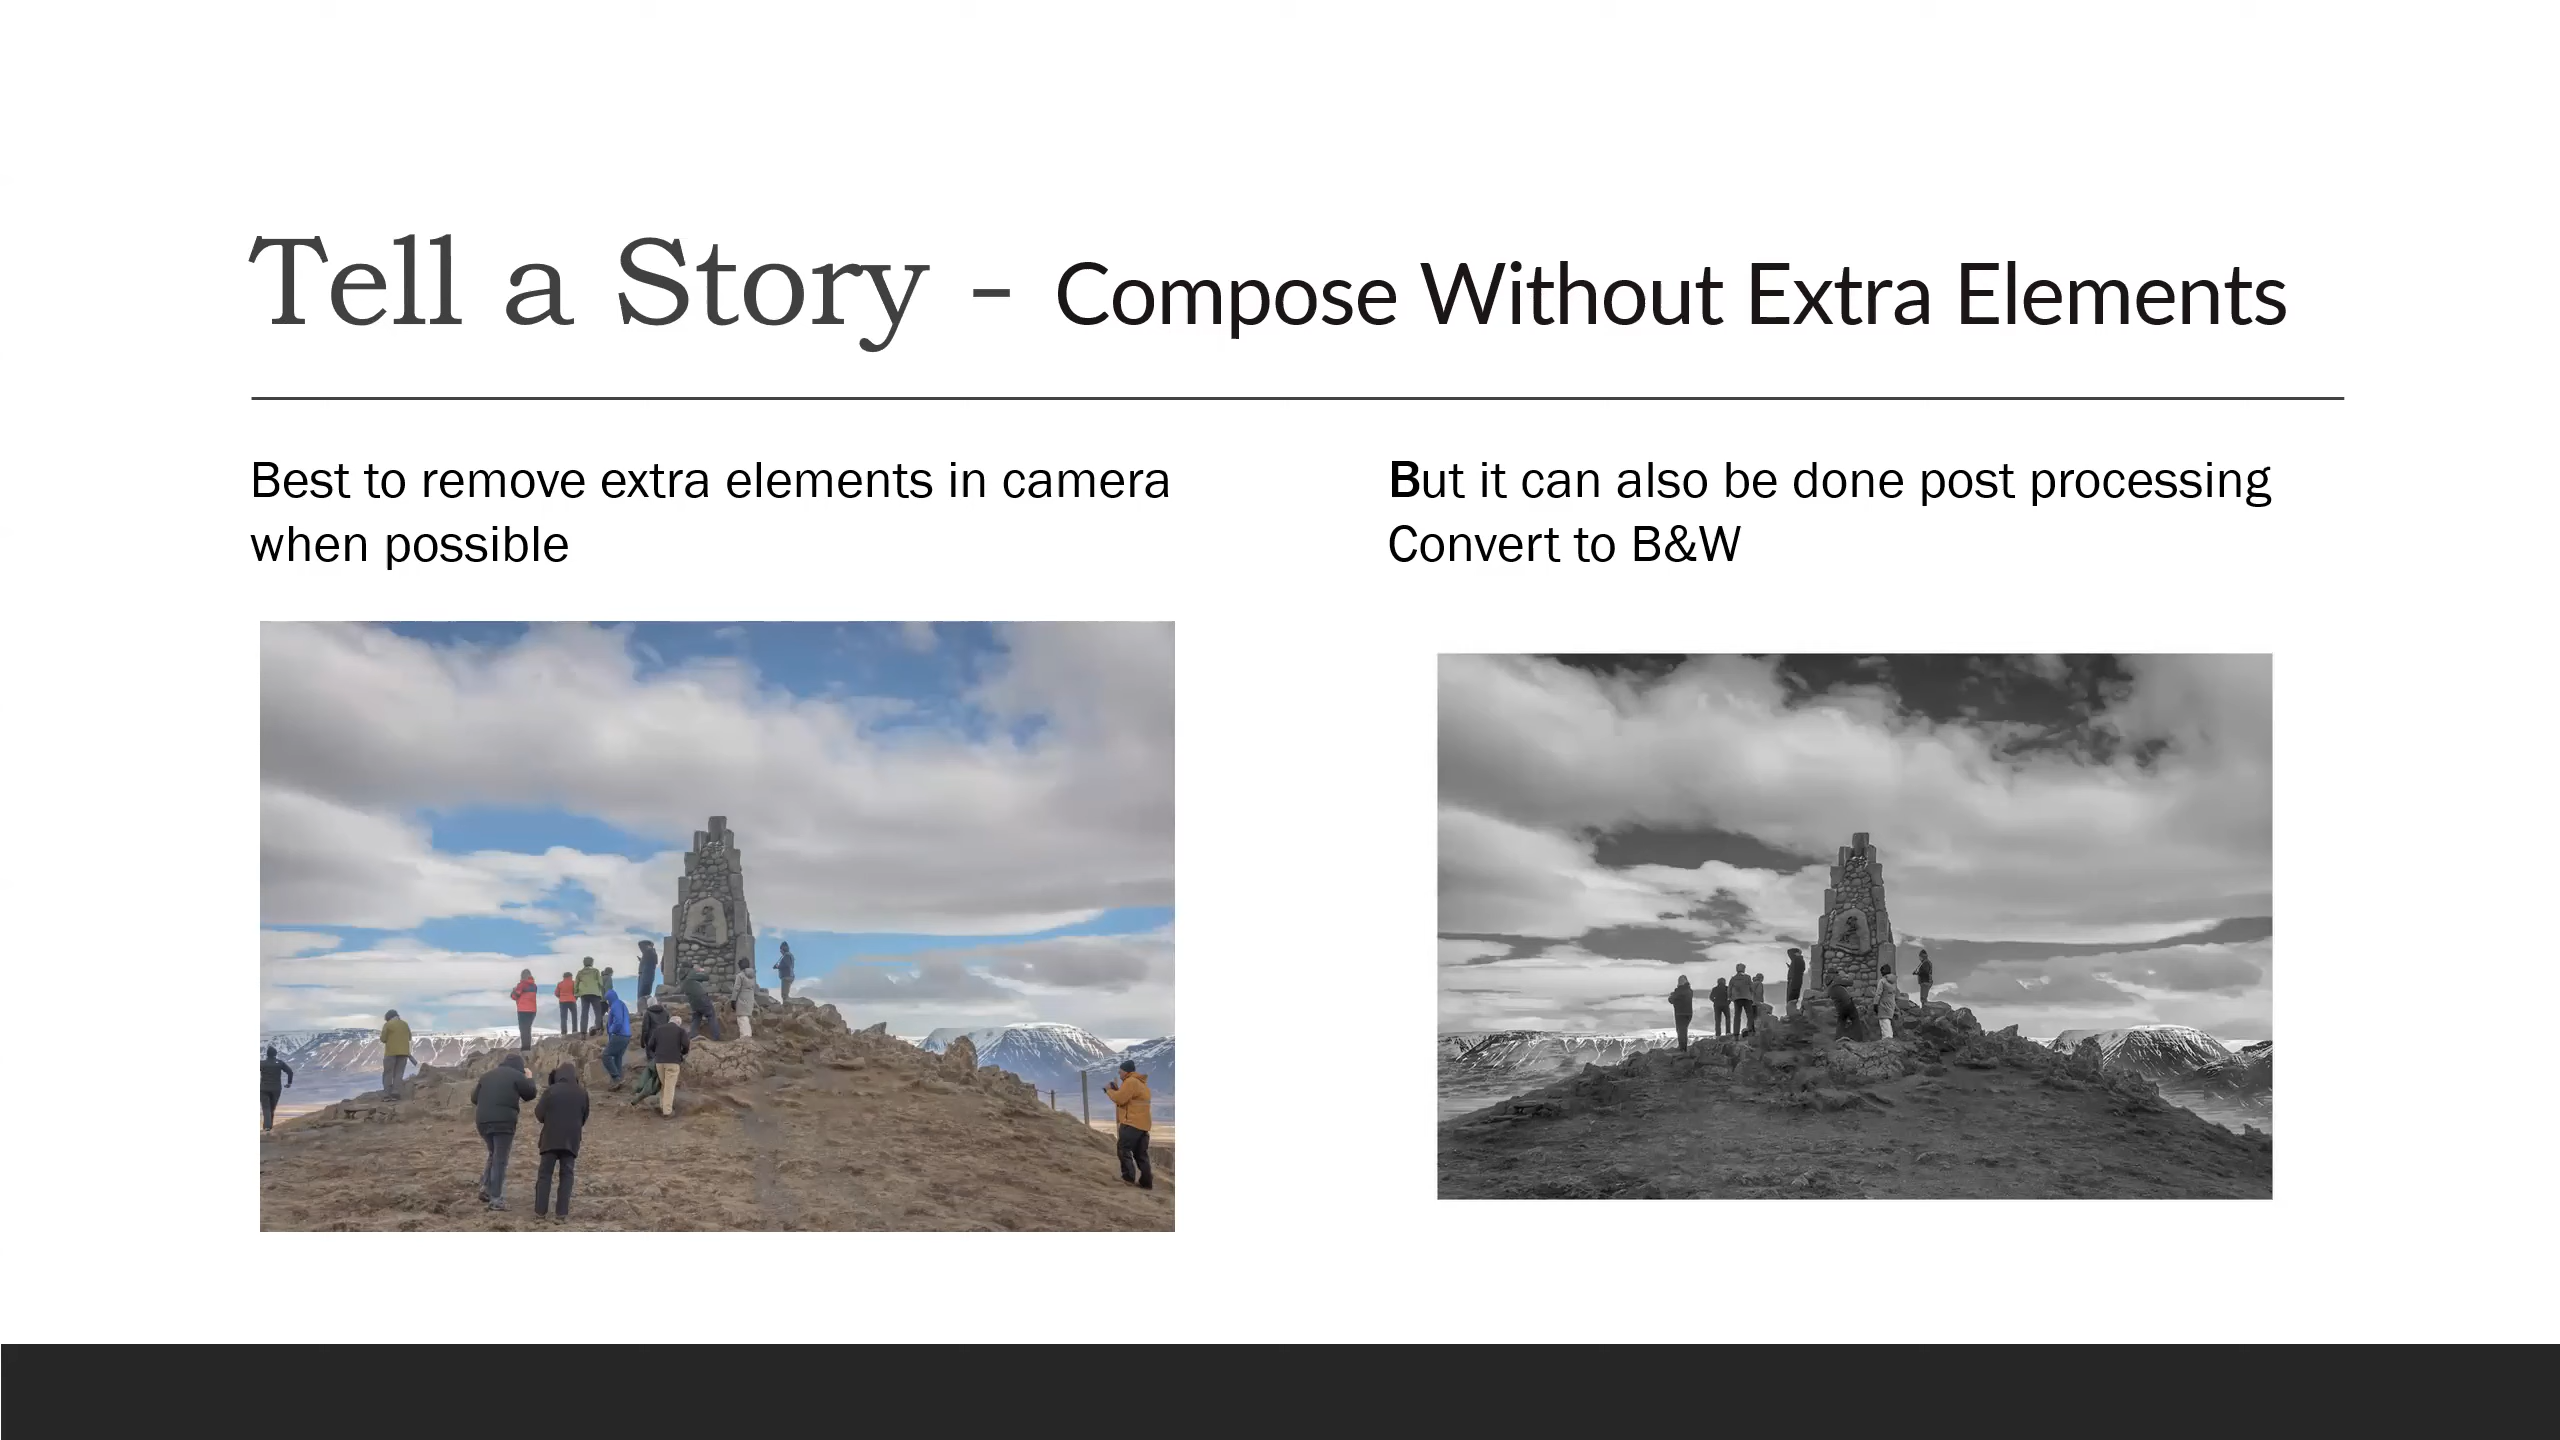 Tell a Story - Compose Without Extra Elements
Best to remove extra elements in camera
when possible
But it can also be done post processing
Convert to B&W